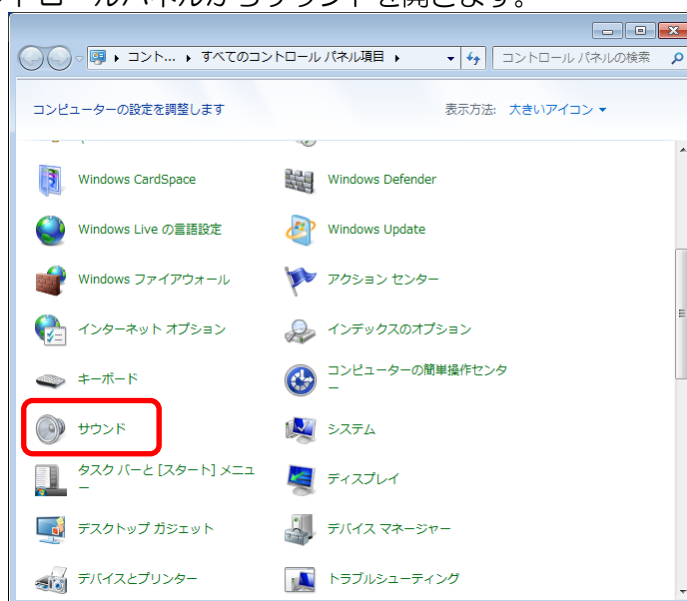 トロールパネルからサウンドを開きます。
コント... すべてのコントロール パネル項目
コントロール パネルの検索
コンピューターの設定を調整します
表示方法: 大きいアイコン
Windows CardSpace
Windows Defender
Windows Live の言語設定
Windows Update
Windows ファイアウォール
アクション センター
インターネット オプション
インデックスのオプション
キーボード
コンピューターの簡単操作センタ
ー
サウンド
システム
タスク バーと [スタート] メニュ
ー
ディスプレイ
デスクトップ ガジェット
デバイス マネージャー
デバイスとプリンター
トラブルシューティング